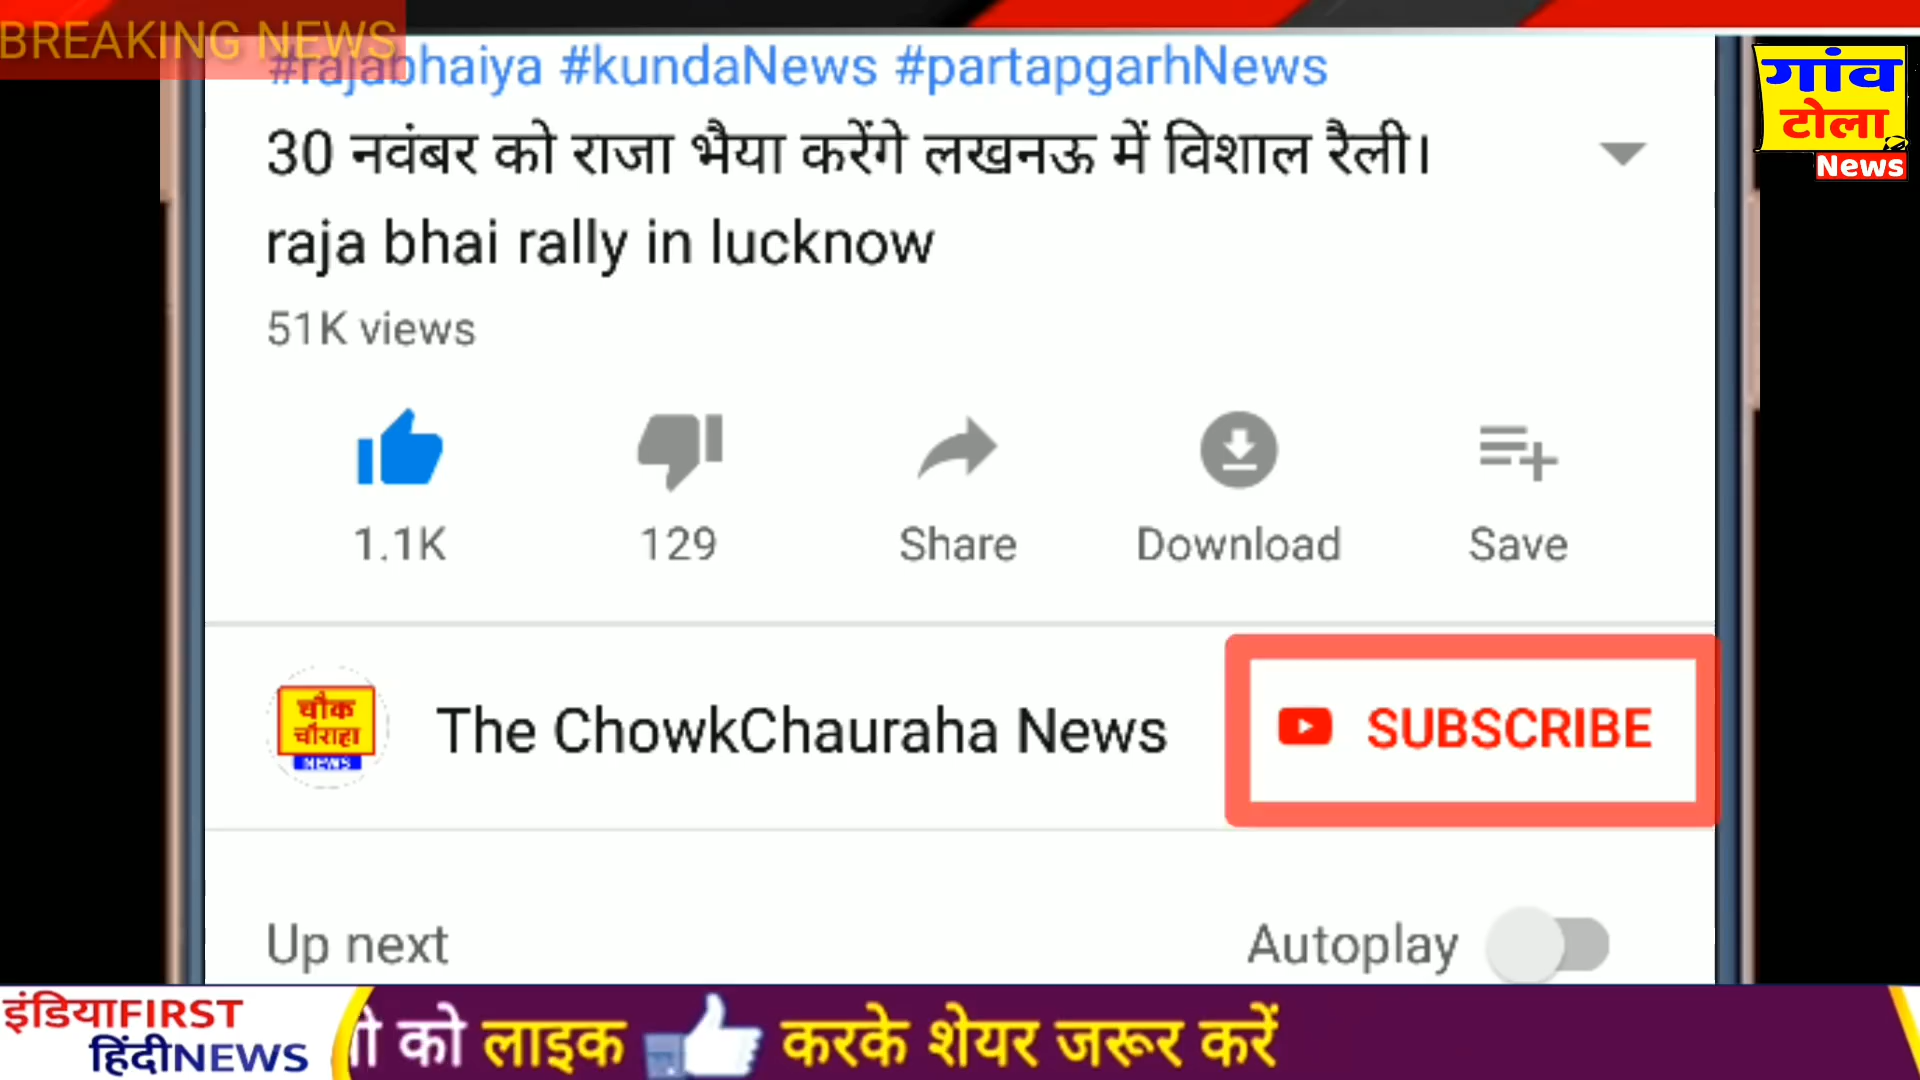 BREAKING NEWS
#rajabhaiya #kundaNews #partapgarhNews
गांव
टोला
News
30 नवंबर को राजा भैया करेंगे लखनऊ में विशाल रैली।
raja bhai rally in lucknow
51K views
1.1K 129 Share Download Save
चौक
चौराहा
NEWS
The ChowkChauraha News
SUBSCRIBE
Up next Autoplay
इंडियाFIRST
हिंदीNEWS
को लाइक करके शेयर जरूर करें